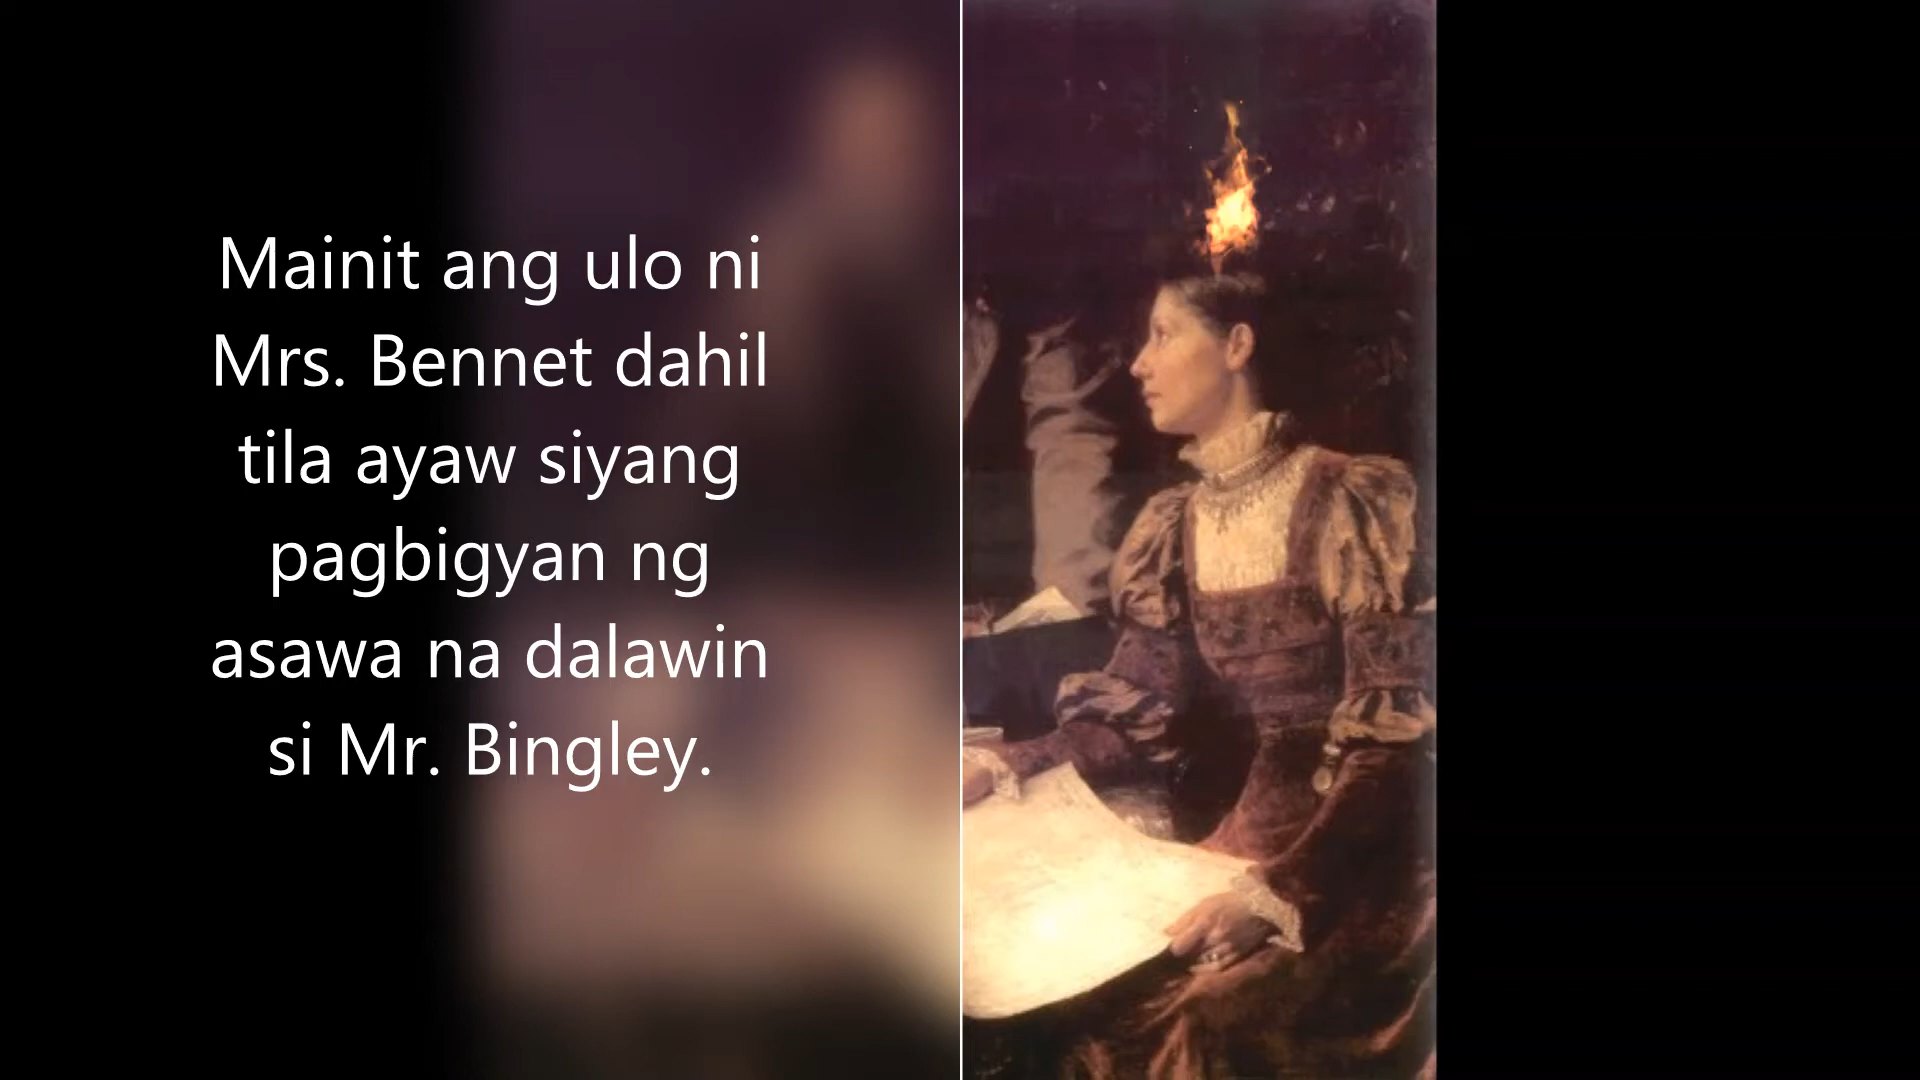 Mainit ang ulo ni
Mrs. Bennet dahil
tila ayaw siyang
pagbigyan ng
asawa na dalawin
si Mr. Bingley.